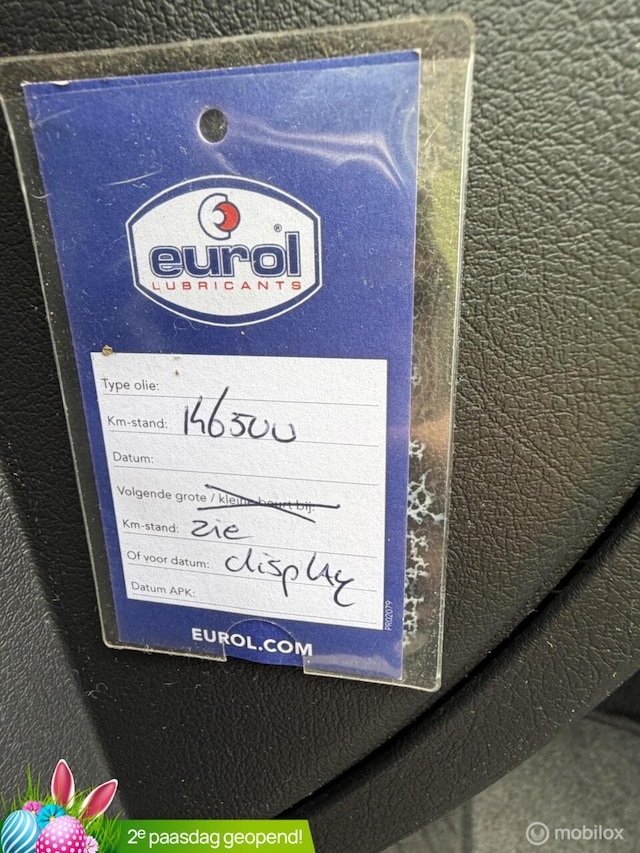 eurol®
LUBRICANTS
Type olie:
Km-stand: 146500
Datum:
Volgende grote / kleine beurt bij:
Km-stand: zie
Of voor datum: display
Datum APK:
PR02079
EUROL.COM
2e paasdag geopend!
mobilox